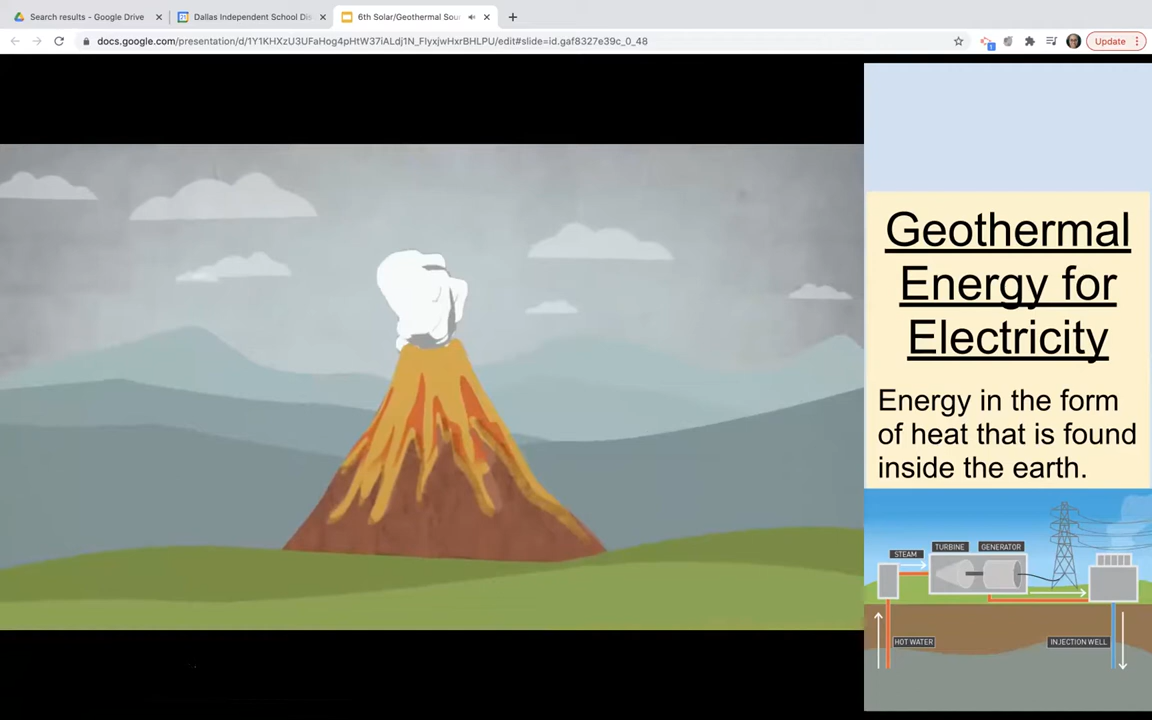 Search results - Google Drive
Dallas Independent School Di
6th Solar/Geothermal Sou
docs.google.com/presentation/d/1Y1KHXzU3UFaHog4pHtW37iALdj1N_FlyxjwHxrBHLPU/edit#slide=id.gaf8327e39c_0_48
1
Update
Geothermal
Energy for
Electricity
Energy in the form
of heat that is found
inside the earth.
STEAM
TURBINE
GENERATOR
HOT WATER
INJECTION WELL